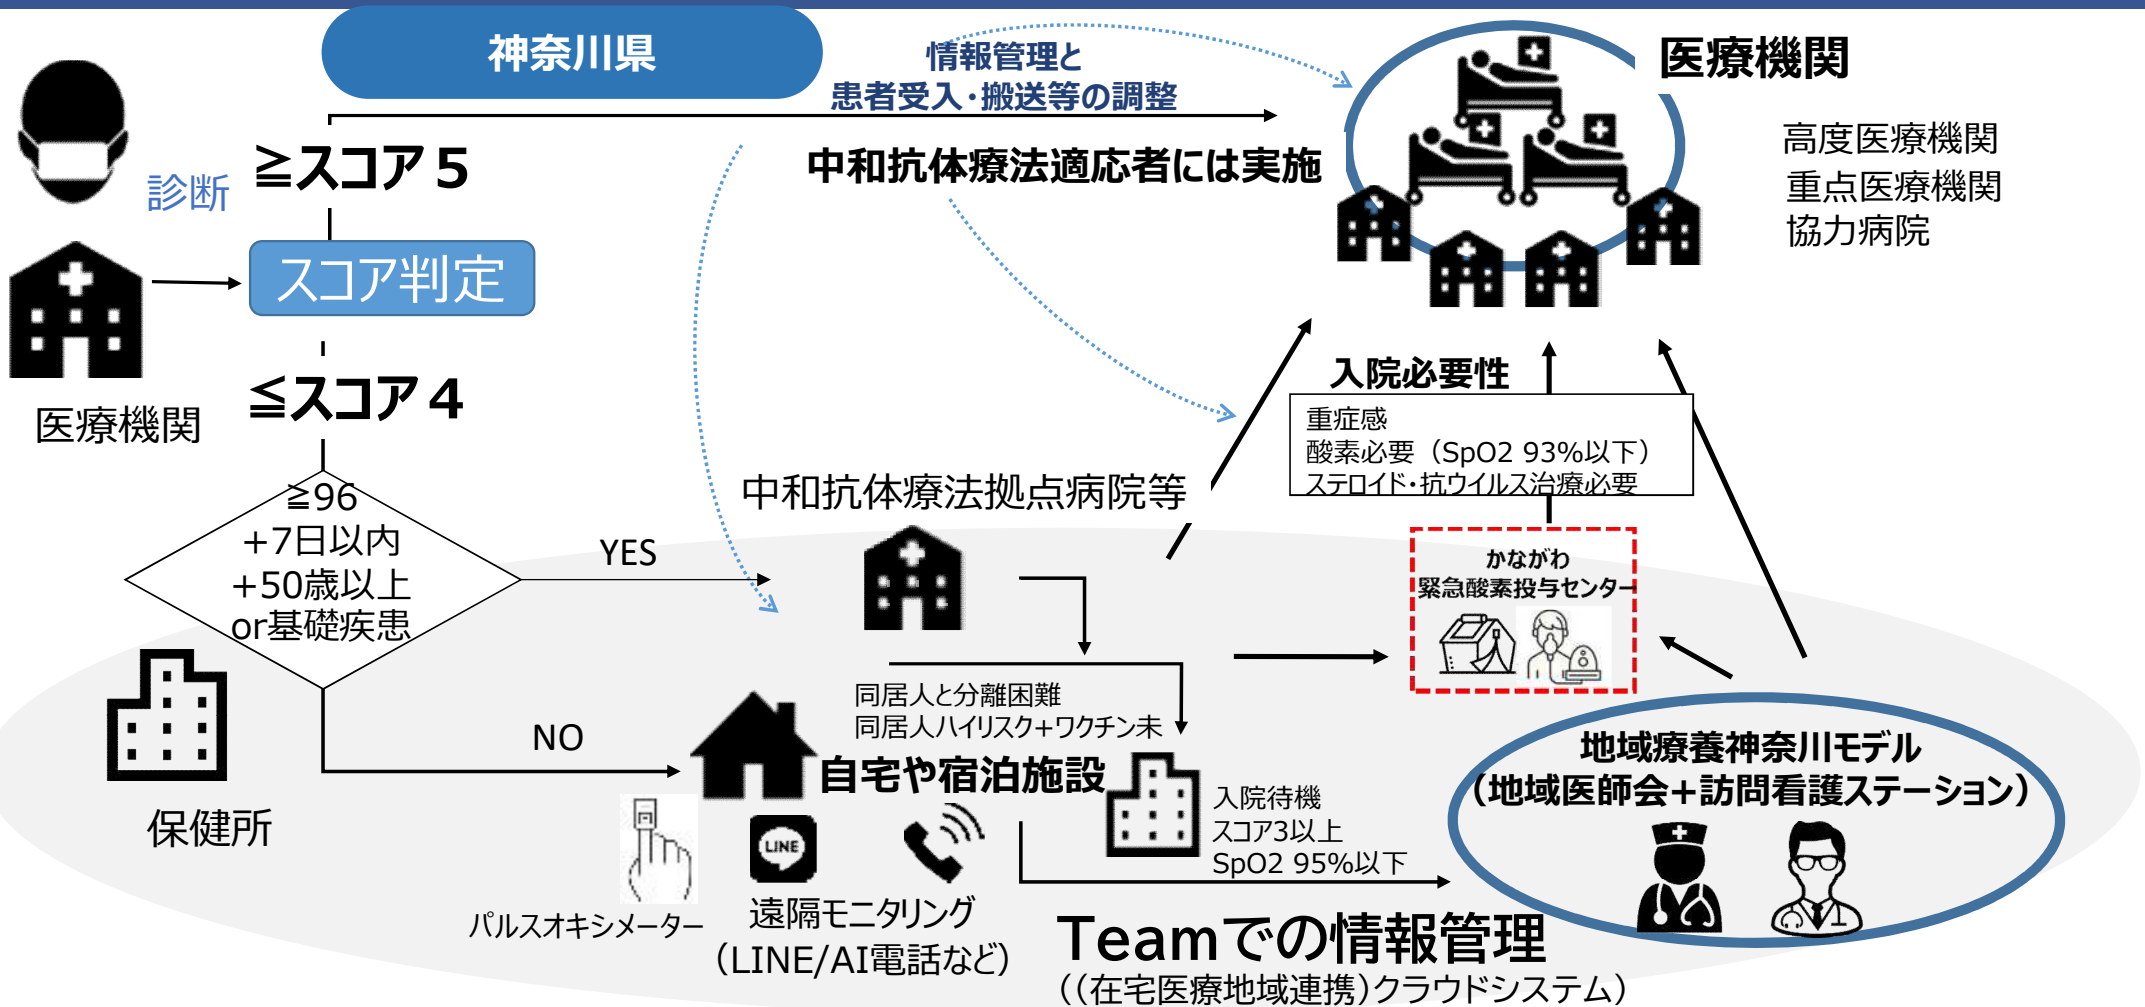 神奈川県
情報管理と
患者受入・搬送等の調整
医療機関
高度医療機関
重点医療機関
協力病院
診断
≧スコア5
中和抗体療法適応者には実施
スコア判定
≦スコア4
医療機関
入院必要性
重症感
酸素必要（SpO2 93%以下）
ステロイド・抗ウイルス治療必要
≧96
+7日以内
+50歳以上
or基礎疾患
YES
中和抗体療法拠点病院等
かながわ
緊急酸素投与センター
NO
同居人と分離困難
同居人ハイリスク+ワクチン未
自宅や宿泊施設
保健所
入院待機
スコア3以上
SpO2 95%以下
地域療養神奈川モデル
（地域医師会+訪問看護ステーション）
LINE
パルスオキシメーター
遠隔モニタリング
（LINE/AI電話など）
Teamでの情報管理
（(在宅医療地域連携)クラウドシステム）